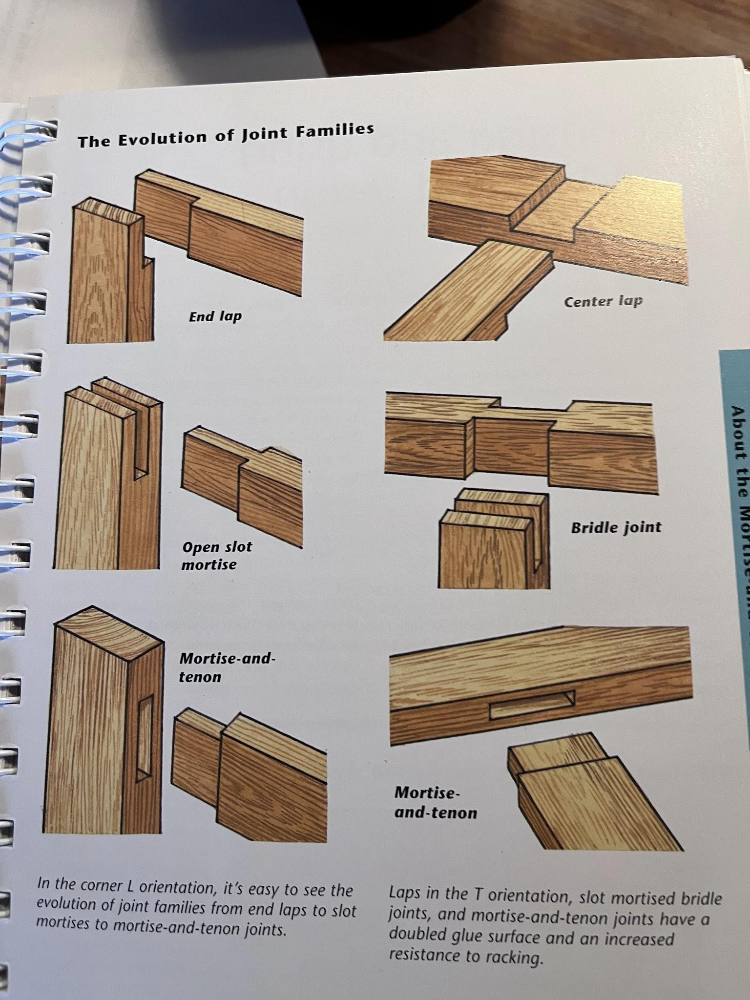 The Evolution of Joint Families
End lap
Center lap
Open slot
mortise
Bridle joint
Mortise-and-
tenon
Mortise-
and-tenon
In the corner L orientation, it's easy to see the
evolution of joint families from end laps to slot
mortises to mortise-and-tenon joints.
Laps in the T orientation, slot mortised bridle
joints, and mortise-and-tenon joints have a
doubled glue surface and an increased
resistance to racking.
About the Mortise-and